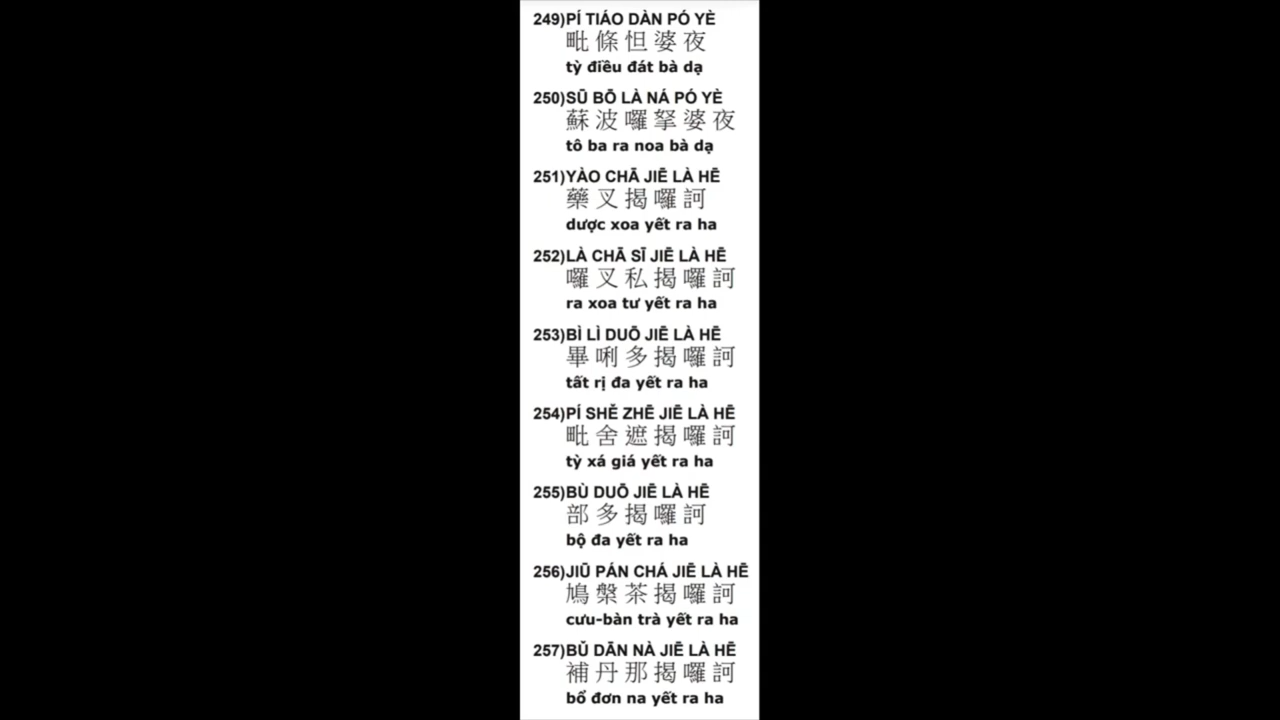 249)PÍ TIÁO DÀN PÓ YÈ
毗 條 怛 婆 夜
tỳ điều đát bà dạ
250)SŪ BŌ LÀ NÁ PÓ YÈ
蘇 波 囉 拏 婆 夜
tô ba ra noa bà dạ
251)YÀO CHĀ JIĒ LÀ HĒ
藥 叉 揭 囉 訶
dược xoa yết ra ha
252)LÀ CHĀ SĪ JIĒ LÀ HĒ
囉 叉 私 揭 囉 訶
ra xoa tư yết ra ha
253)BÌ LÌ DUŌ JIĒ LÀ HĒ
畢 唎 多 揭 囉 訶
tất rị đa yết ra ha
254)PÍ SHĚ ZHĒ JIĒ LÀ HĒ
毗 舍 遮 揭 囉 訶
tỳ xá giá yết ra ha
255)BÙ DUŌ JIĒ LÀ HĒ
部 多 揭 囉 訶
bộ đa yết ra ha
256)JIŪ PÁN CHÁ JIĒ LÀ HĒ
鳩 槃 茶 揭 囉 訶
cưu-bàn trà yết ra ha
257)BǓ DĀN NÀ JIĒ LÀ HĒ
補 丹 那 揭 囉 訶
bổ đơn na yết ra ha